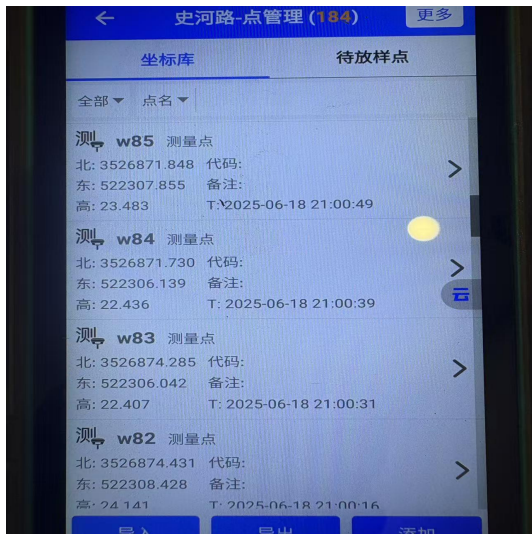 ← 史河路-点管理 (184) 更多
坐标库 待放样点
全部 点名
测 w85 测量点
北: 3526871.848 代码:
东: 522307.855 备注:
高: 23.483 T: 2025-06-18 21:00:49
测 w84 测量点
北: 3526871.730 代码:
东: 522306.139 备注:
高: 22.436 T: 2025-06-18 21:00:39
云
测 w83 测量点
北: 3526874.285 代码:
东: 522306.042 备注:
高: 22.407 T: 2025-06-18 21:00:31
测 w82 测量点
北: 3526874.431 代码:
东: 522308.428 备注:
高: 24.141 T: 2025-06-18 21:00:16
导入 导出 添加